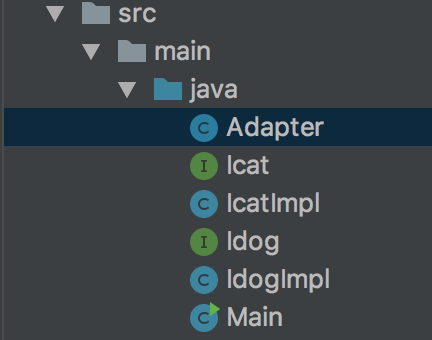 src
main
java
C Adapter
I Icat
C IcatImpl
I Idog
C IdogImpl
C Main